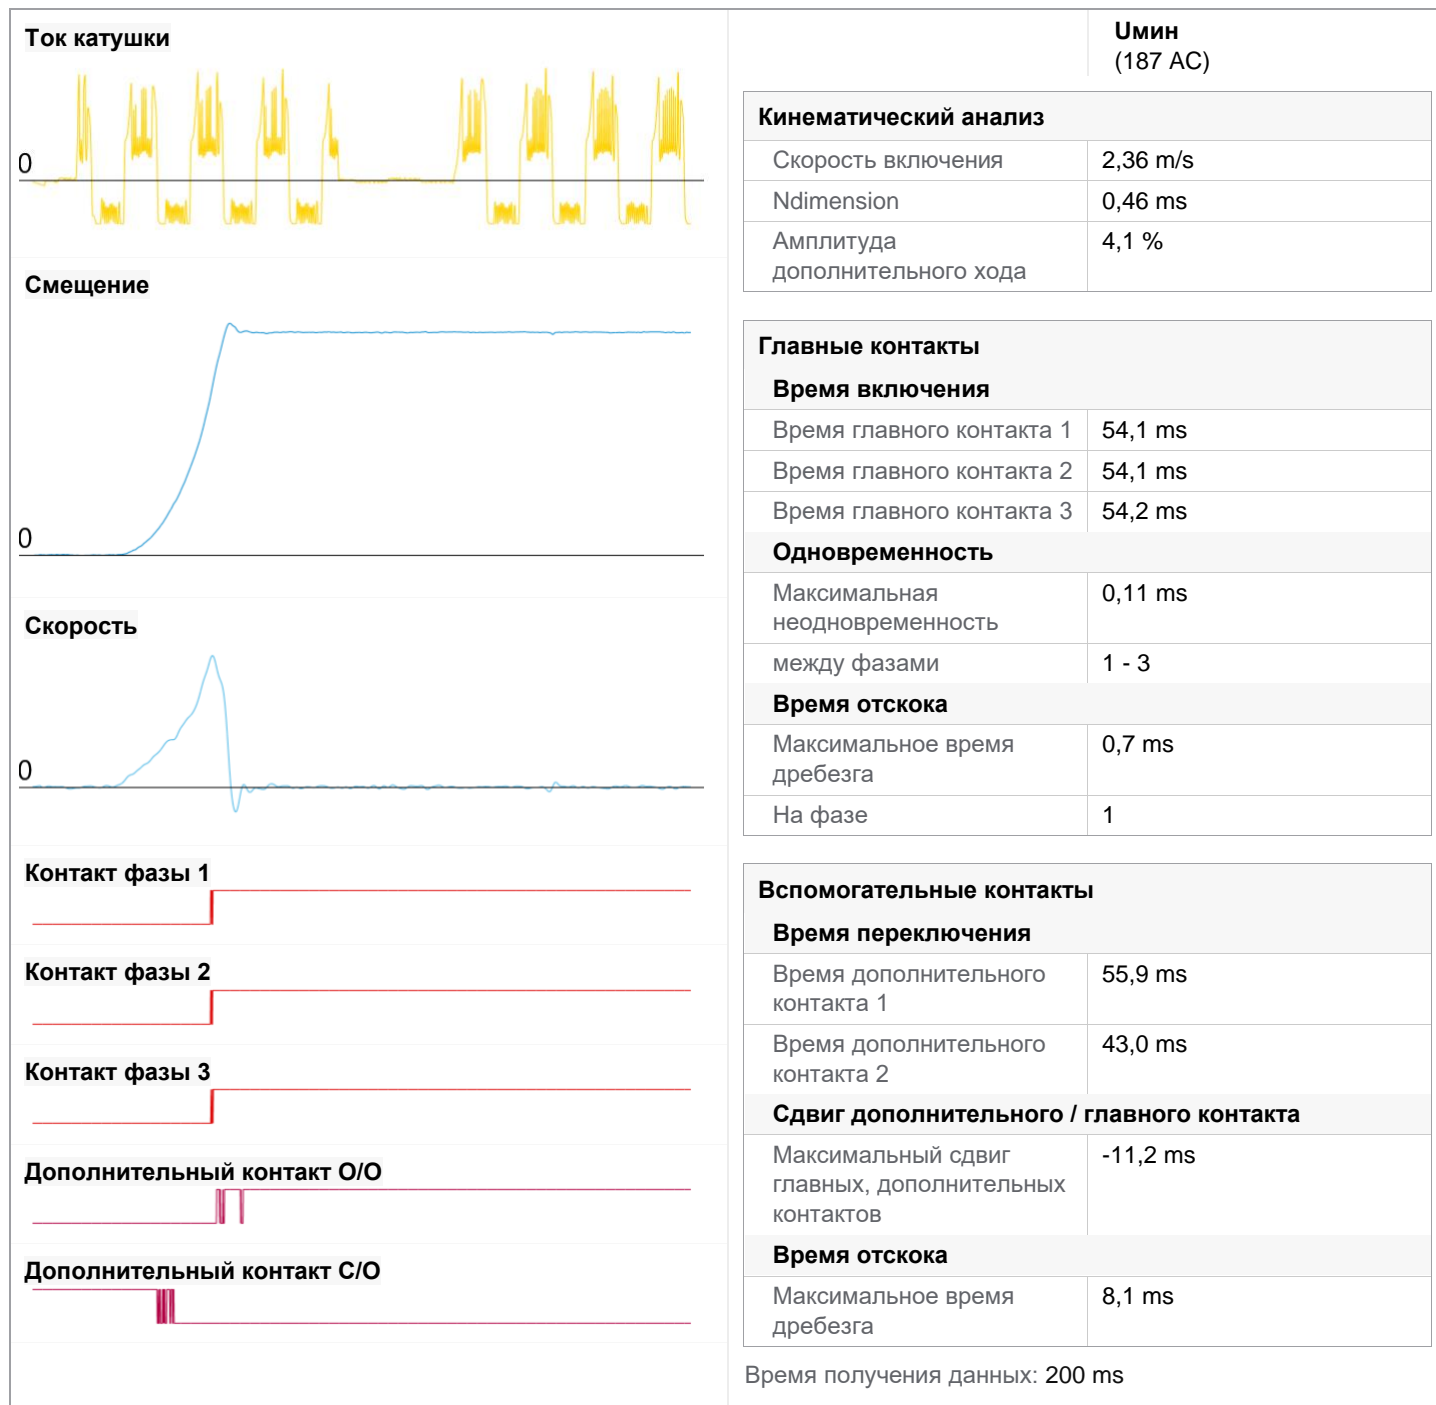 Ток катушки
0
Смещение
0
Скорость
0
Контакт фазы 1
Контакт фазы 2
Контакт фазы 3
Дополнительный контакт O/O
Дополнительный контакт C/O
Uмин
(187 AC)
Кинематический анализ
Скорость включения 2,36 m/s
Ndimension 0,46 ms
Амплитуда 4,1 %
дополнительного хода
Главные контакты
Время включения
Время главного контакта 1 54,1 ms
Время главного контакта 2 54,1 ms
Время главного контакта 3 54,2 ms
Одновременность
Максимальная 0,11 ms
неодновременность
между фазами 1 - 3
Время отскока
Максимальное время 0,7 ms
дребезга
На фазе 1
Вспомогательные контакты
Время переключения
Время дополнительного 55,9 ms
контакта 1
Время дополнительного 43,0 ms
контакта 2
Сдвиг дополнительного / главного контакта
Максимальный сдвиг -11,2 ms
главных, дополнительных
контактов
Время отскока
Максимальное время 8,1 ms
дребезга
Время получения данных: 200 ms